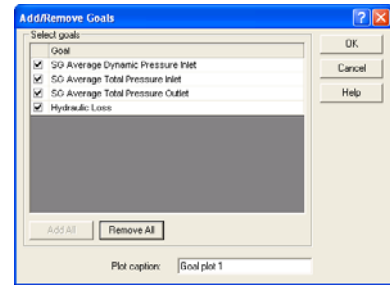 Add/Remove Goals
Select goals
Goal
SG Average Dynamic Pressure Inlet
SG Average Total Pressure Inlet
SG Average Total Pressure Outlet
Hydraulic Loss
OK
Cancel
Help
Add All
Remove All
Plot caption: Goal plot 1